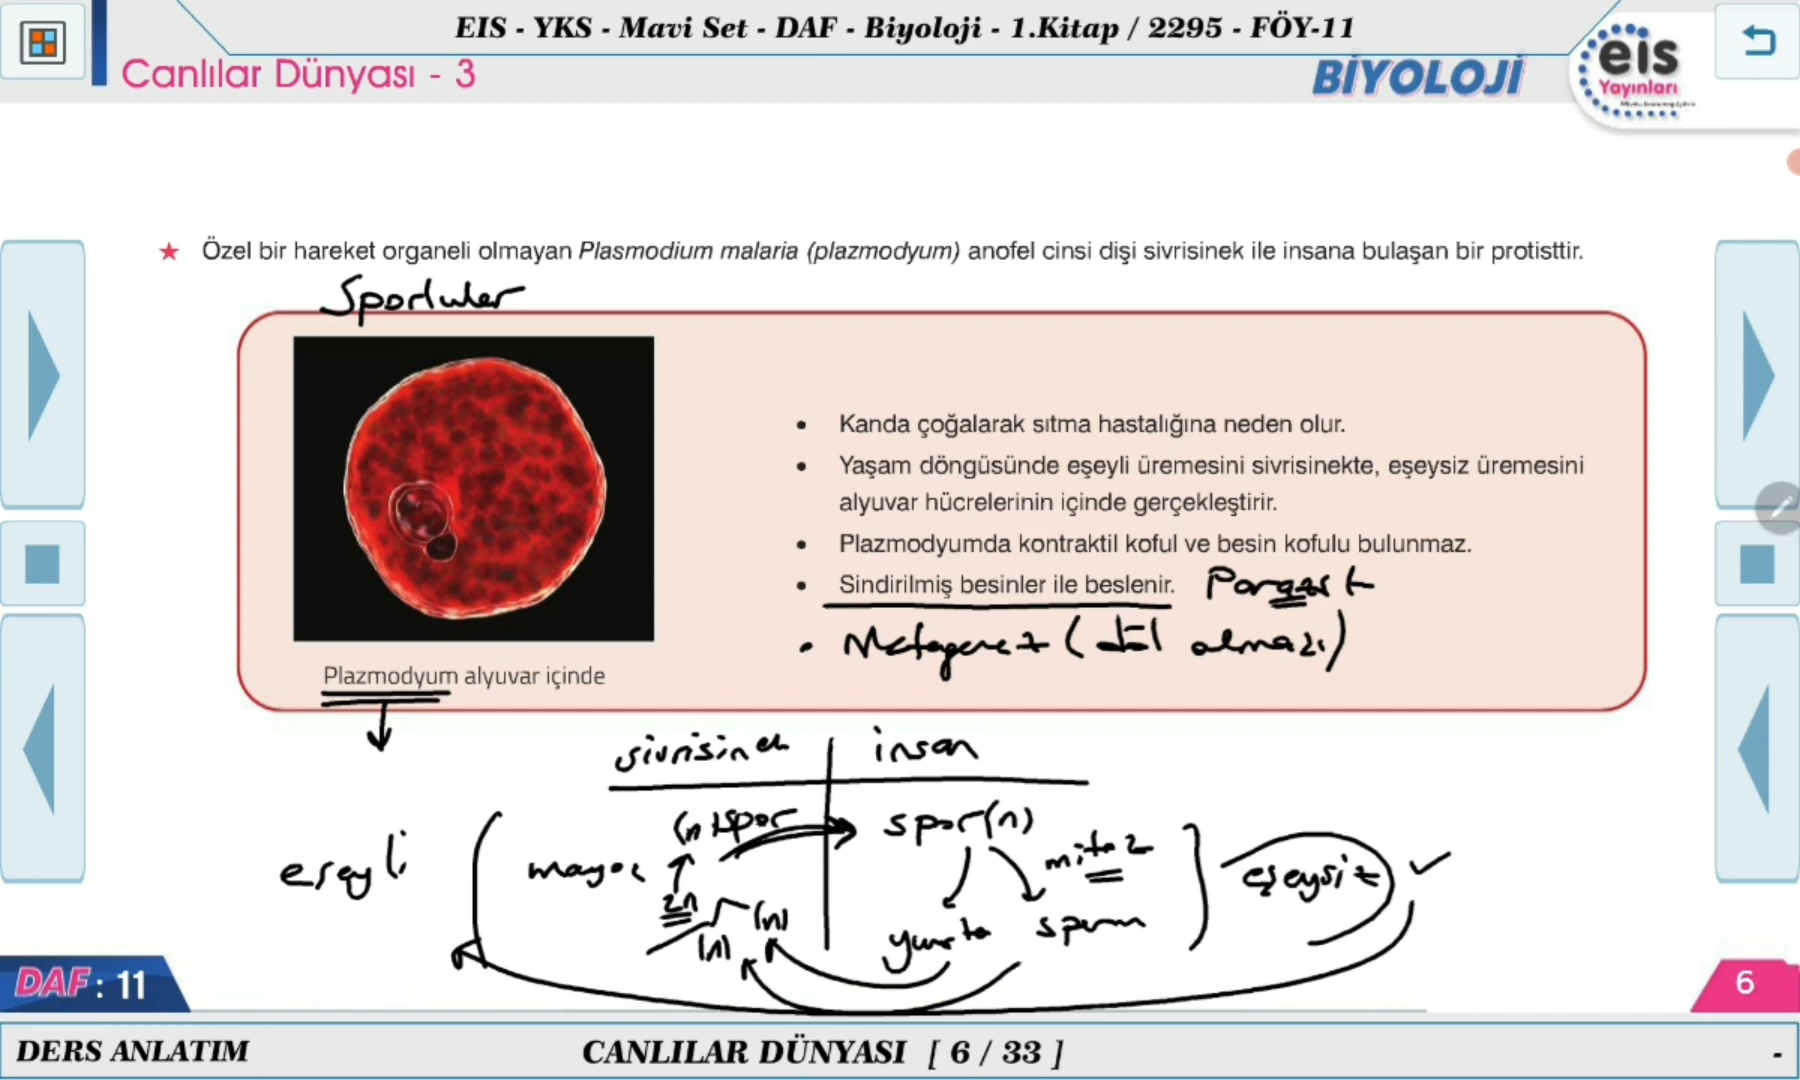 EIS - YKS - Mavi Set - DAF - Biyoloji - 1.Kitap / 2295 - FÖY-11
Canlılar Dünyası - 3
BİYOLOJİ
eis
Yayınları
★ Özel bir hareket organeli olmayan Plasmodium malaria (plazmodyum) anofel cinsi dişi sivrisinek ile insana bulaşan bir protisttir.
Sporlular
• Kanda çoğalarak sıtma hastalığına neden olur.
• Yaşam döngüsünde eşeyli üremesini sivrisinekte, eşeysiz üremesini
alyuvar hücrelerinin içinde gerçekleştirir.
• Plazmodyumda kontraktil koful ve besin kofulu bulunmaz.
• Sindirilmiş besinler ile beslenir. Parazit
• Metagenez (döl almaşı)
Plazmodyum alyuvar içinde
sivrisinek insan
(n) spor spor (n)
eşeyli mayoz mitoz eşeysiz ✓
2n (n)
(n) yumurta sperm
DAF : 11
6
DERS ANLATIM
CANLILAR DÜNYASI [ 6 / 33 ]
-